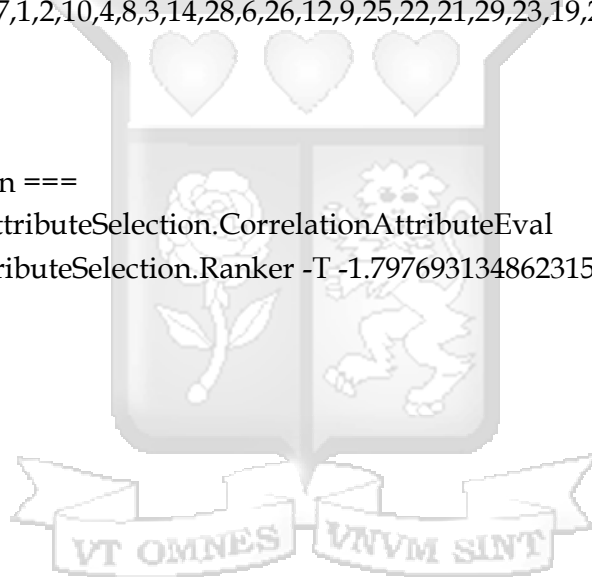 7,1,2,10,4,8,3,14,28,6,26,12,9,25,22,21,29,23,19,
n ===
ttributeSelection.CorrelationAttributeEval
ributeSelection.Ranker -T -1.797693134862315
VT OMNES VNVM SINT